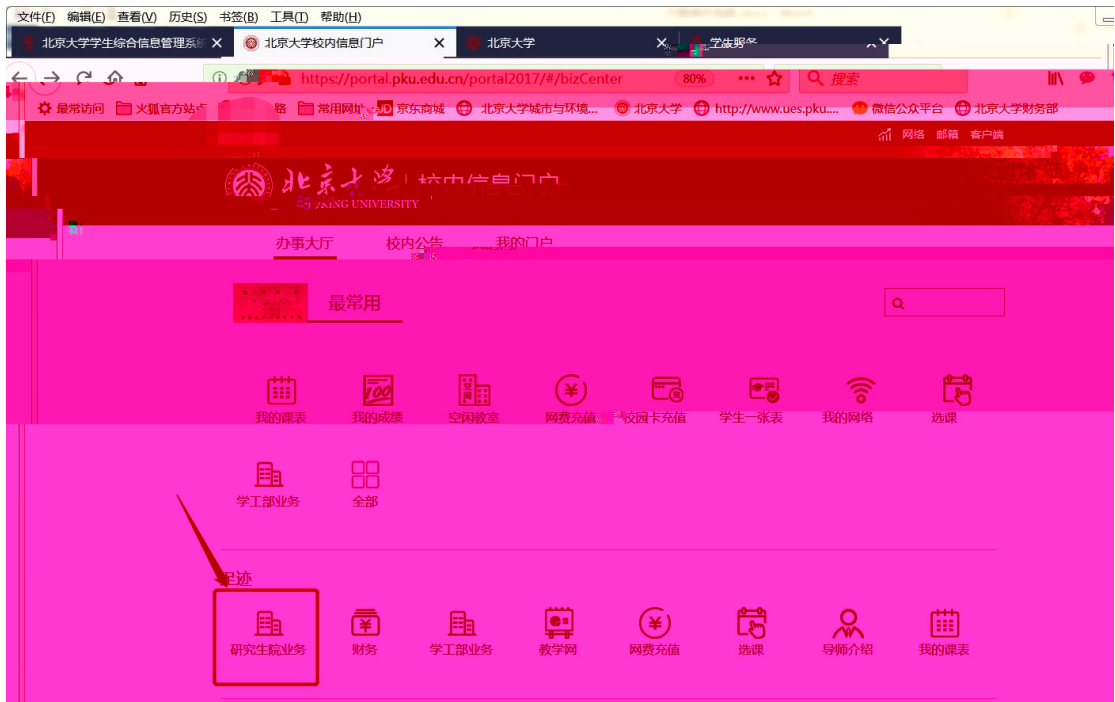 文件(F) 编辑(E) 查看(V) 历史(S) 书签(B) 工具(T) 帮助(H)
北京大学学生综合信息管理系统 北京大学校内信息门户 北京大学
https://portal.pku.edu.cn/portal2017/#/bizCenter 80% 搜索
最常访问 火狐官方站点 常用网址 JD 京东商城 北京大学城市与环境... 北京大学 http://www.ues.pku.... 微信公众平台 北京大学财务部
网络 邮箱 客户端
北京大学 校内信息门户
PEKING UNIVERSITY
办事大厅 校内公告 我的门户
最常用
100 空闲
我的课表 我的成绩 空闲教室 网费充值 校园卡充值 学生一张表 我的网络 选课
学工部业务 全部
足迹
研究生院业务 财务 学工部业务 教学网 网费充值 选课 导师介绍 我的课表